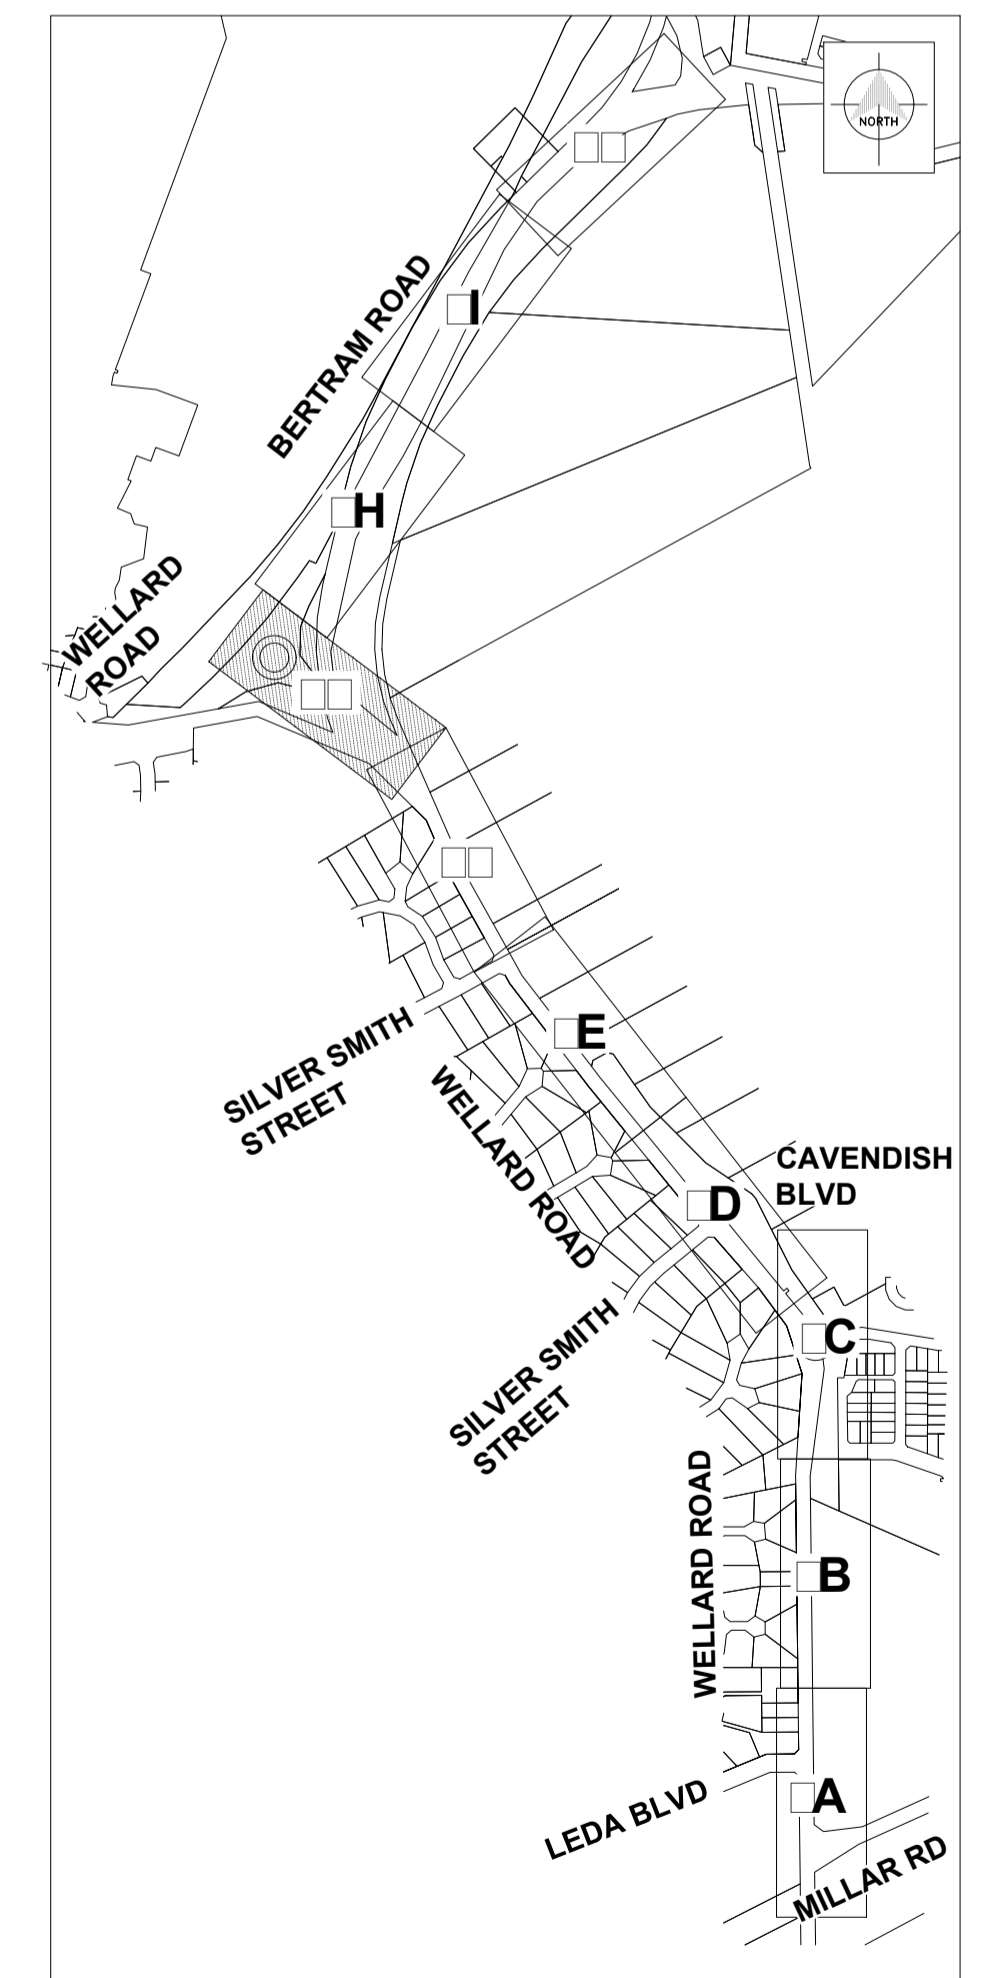 NORTH
BERTRAM ROAD
I
H
WELLARD
ROAD
E
SILVER SMITH
STREET
WELLARD ROAD
CAVENDISH
BLVD
D
SILVER SMITH
STREET
C
WELLARD ROAD
B
LEDA BLVD
A
MILLAR RD